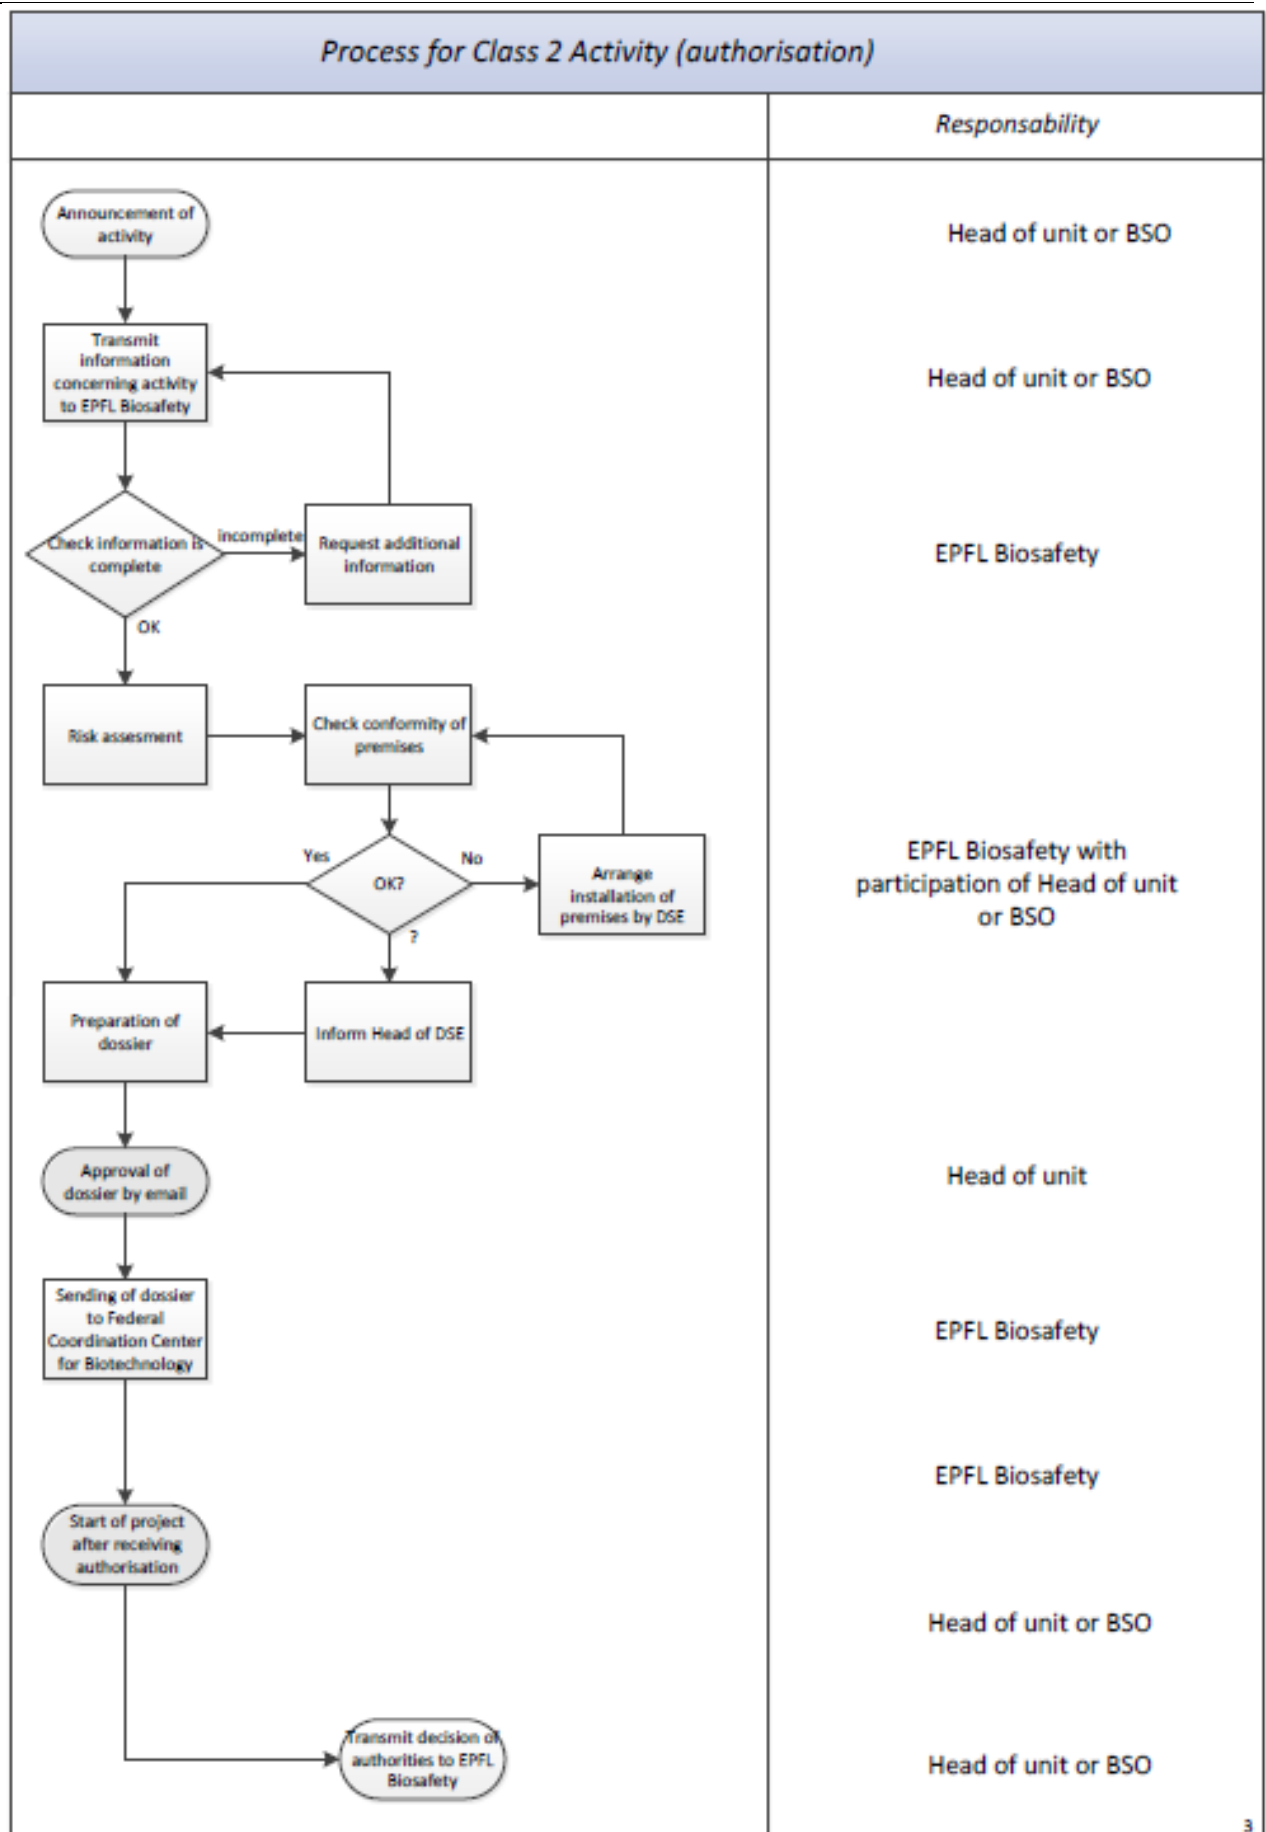 Process for Class 2 Activity (authorisation)
Responsability
Announcement of
activity
Head of unit or BSO
Transmit
information
concerning activity
to EPFL Biosafety
Head of unit or BSO
Check information is
complete
incomplete
Request additional
information
EPFL Biosafety
OK
Risk assesment
Check conformity of
premises
Yes
OK?
No
Arrange
installation of
premises by DSE
EPFL Biosafety with
participation of Head of unit
or BSO
?
Preparation of
dossier
Inform Head of DSE
Approval of
dossier by email
Head of unit
Sending of dossier
to Federal
Coordination Center
for Biotechnology
EPFL Biosafety
EPFL Biosafety
Start of project
after receiving
authorisation
Head of unit or BSO
Transmit decision of
authorities to EPFL
Biosafety
Head of unit or BSO
3